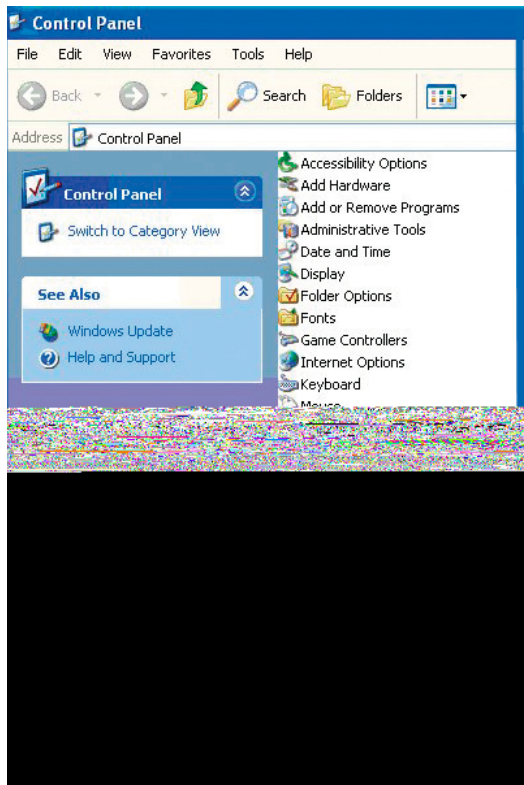 Control Panel
File Edit View Favorites Tools Help
Back Search Folders
Address Control Panel
Control Panel
Switch to Category View
See Also
Windows Update
Help and Support
Accessibility Options
Add Hardware
Add or Remove Programs
Administrative Tools
Date and Time
Display
Folder Options
Fonts
Game Controllers
Internet Options
Keyboard
Mouse